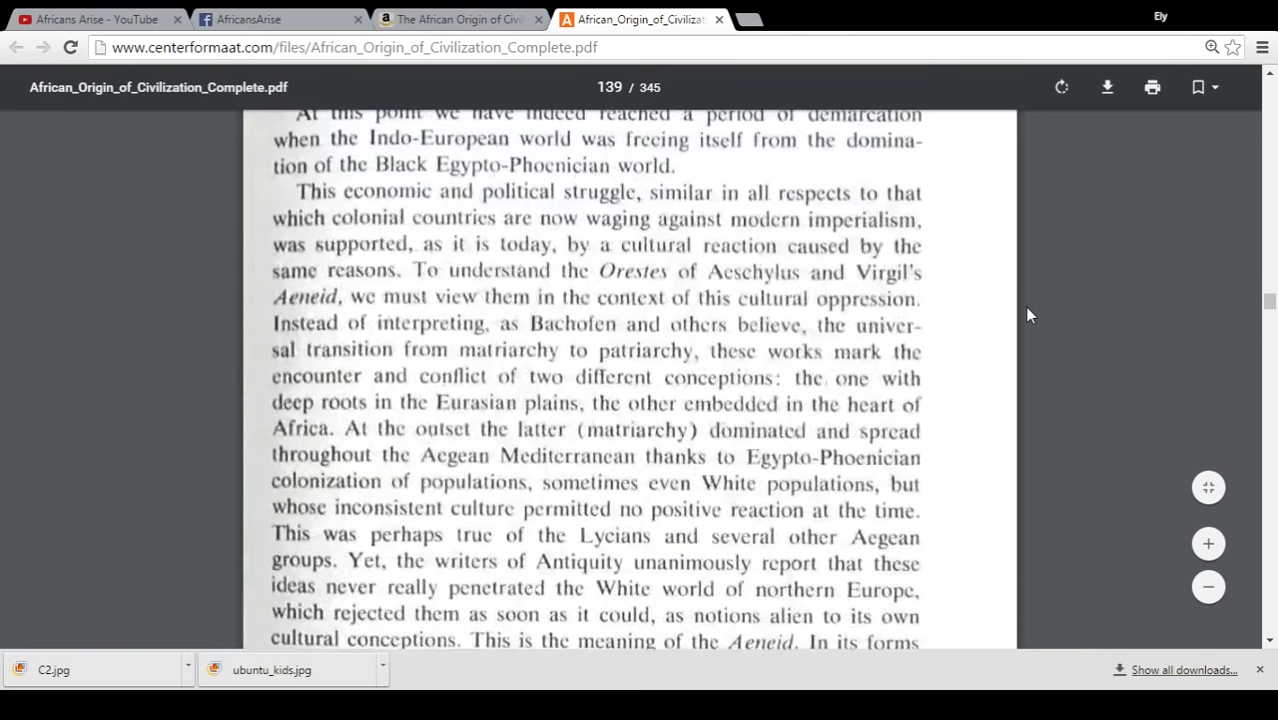 Africans Arise - YouTube
AfricansArise
The African Origin of Civil
African_Origin_of_Civiliza
Ely
www.centerformaat.com/files/African_Origin_of_Civilization_Complete.pdf
African_Origin_of_Civilization_Complete.pdf
139 / 345
At this point we have indeed reached a period of demarcation
when the Indo-European world was freeing itself from the domina-
tion of the Black Egypto-Phoenician world.
This economic and political struggle, similar in all respects to that
which colonial countries are now waging against modern imperialism,
was supported, as it is today, by a cultural reaction caused by the
same reasons. To understand the Orestes of Aeschylus and Virgil's
Aeneid, we must view them in the context of this cultural oppression.
Instead of interpreting, as Bachofen and others believe, the univer-
sal transition from matriarchy to patriarchy, these works mark the
encounter and conflict of two different conceptions: the one with
deep roots in the Eurasian plains, the other embedded in the heart of
Africa. At the outset the latter (matriarchy) dominated and spread
throughout the Aegean Mediterranean thanks to Egypto-Phoenician
colonization of populations, sometimes even White populations, but
whose inconsistent culture permitted no positive reaction at the time.
This was perhaps true of the Lycians and several other Aegean
groups. Yet, the writers of Antiquity unanimously report that these
ideas never really penetrated the White world of northern Europe,
which rejected them as soon as it could, as notions alien to its own
cultural conceptions. This is the meaning of the Aeneid. In its forms
C2.jpg
ubuntu_kids.jpg
Show all downloads...